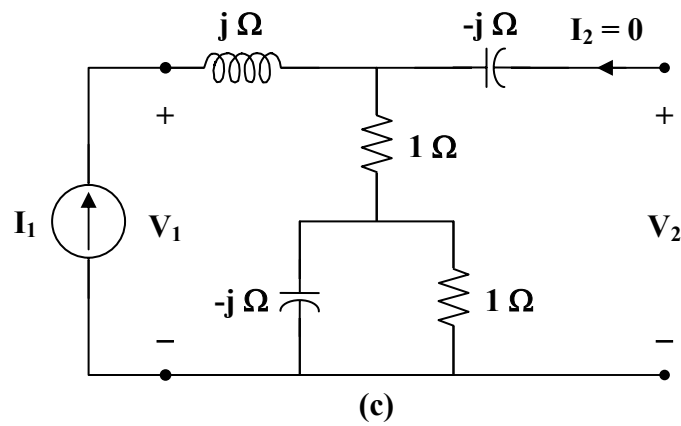 j Ω
-j Ω
I₂ = 0
+
+
1 Ω
I₁
V₁
V₂
-j Ω
1 Ω
–
–
(c)